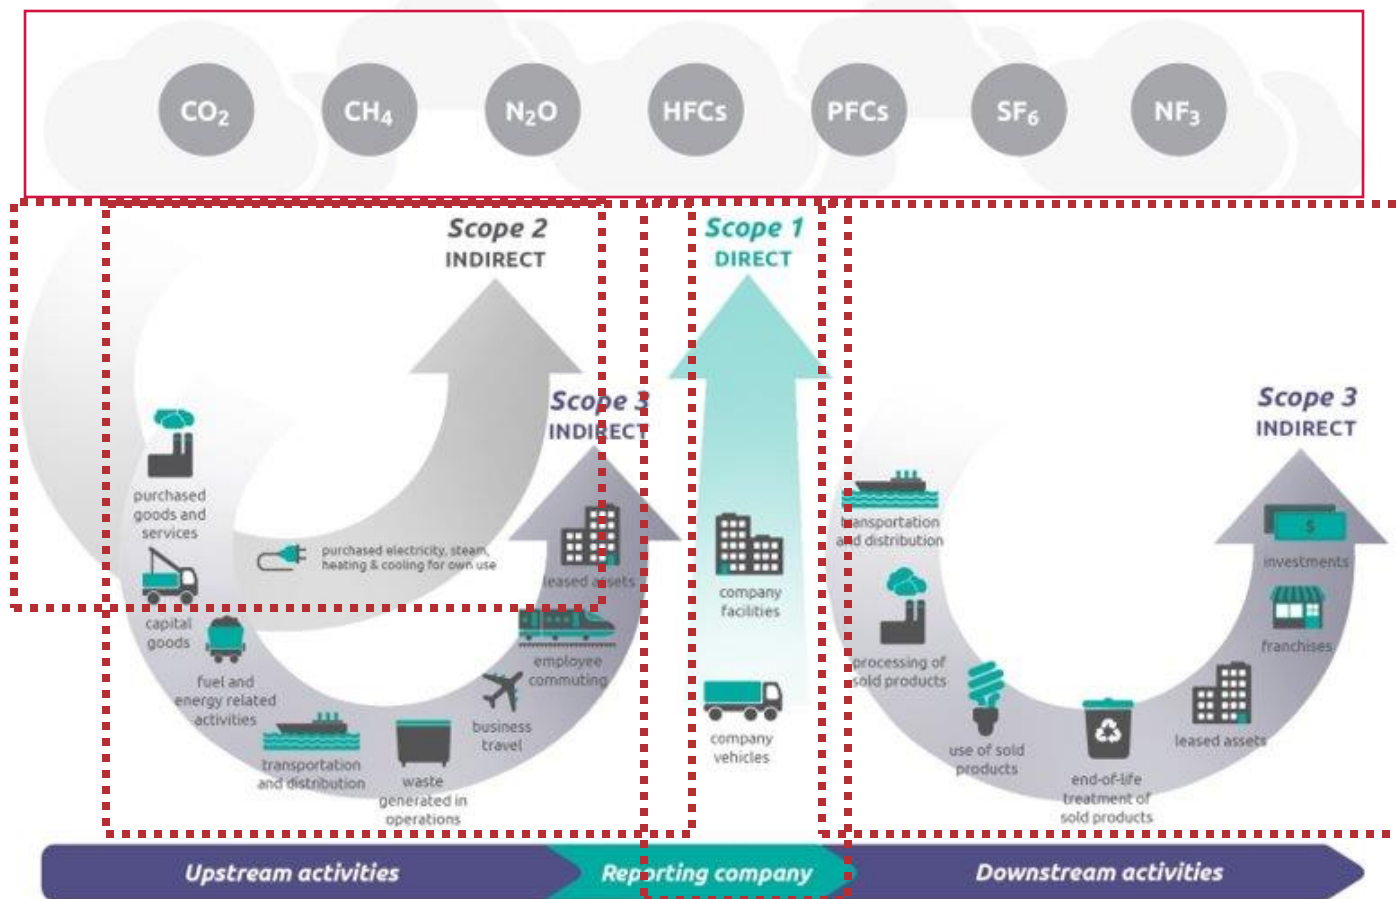 CO₂
CH₄
N₂O
HFCs
PFCs
SF₆
NF₃
Scope 2
INDIRECT
Scope 1
DIRECT
Scope 3
INDIRECT
Scope 3
INDIRECT
purchased
goods and
services
capital
goods
fuel and
energy related
activities
transportation
and distribution
waste
generated in
operations
business
travel
employee
commuting
leased assets
purchased electricity, steam,
heating & cooling for own use
company
facilities
company
vehicles
transportation
and distribution
processing of
sold products
use of sold
products
end-of-life
treatment of
sold products
leased assets
franchises
investments
$
Upstream activities
Reporting company
Downstream activities